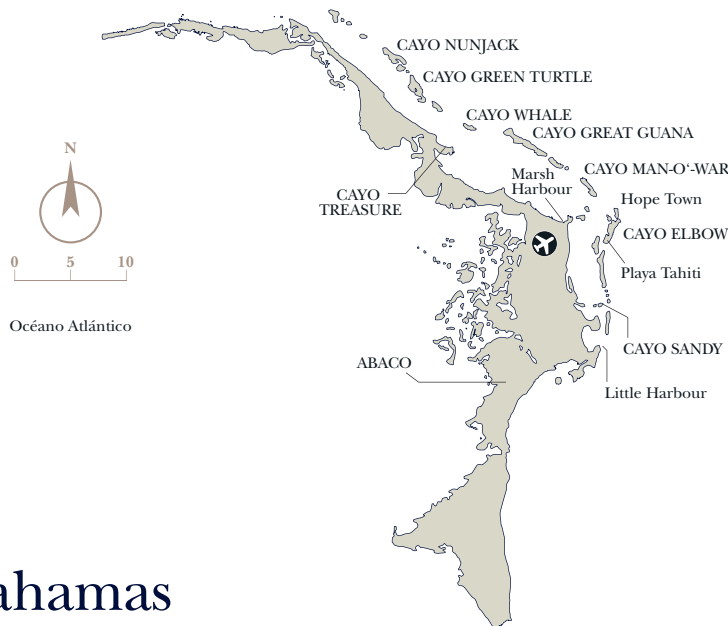 CAYO NUNJACK
CAYO GREEN TURTLE
CAYO WHALE
CAYO GREAT GUANA
CAYO MAN-O‘-WAR
Marsh
Harbour
CAYO
TREASURE
Hope Town
CAYO ELBOW
Playa Tahiti
N
0 5 10
Océano Atlántico
CAYO SANDY
ABACO
Little Harbour
ahamas